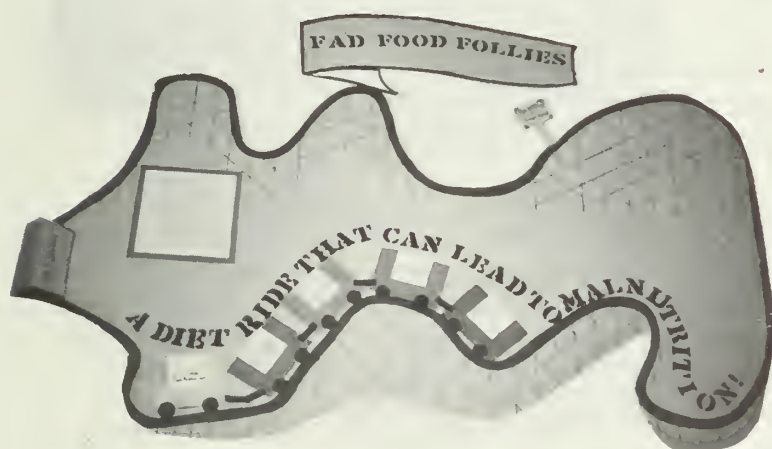 FAD FOOD FOLLIES
A DIET RIDE THAT CAN LEAD TO MALNUTRITION!